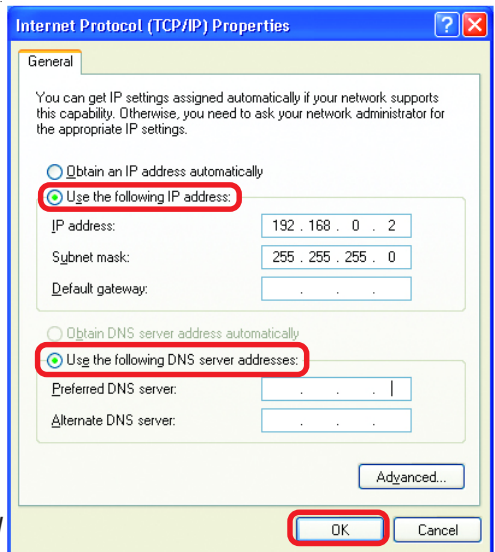 Internet Protocol (TCP/IP) Properties
General
You can get IP settings assigned automatically if your network supports
this capability. Otherwise, you need to ask your network administrator for
the appropriate IP settings.
Obtain an IP address automatically
Use the following IP address:
IP address: 192 . 168 . 0 . 2
Subnet mask: 255 . 255 . 255 . 0
Default gateway: . . .
Obtain DNS server address automatically
Use the following DNS server addresses:
Preferred DNS server: . . .
Alternate DNS server: . . .
Advanced...
OK Cancel